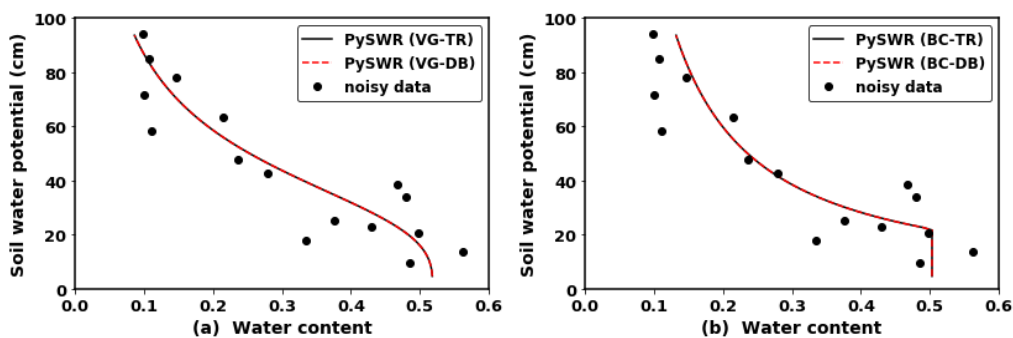 100
80
60
40
20
0
Soil water potential (cm)
PySWR (VG-TR)
PySWR (VG-DB)
noisy data
0.0 0.1 0.2 0.3 0.4 0.5 0.6
(a) Water content
100
80
60
40
20
0
Soil water potential (cm)
PySWR (BC-TR)
PySWR (BC-DB)
noisy data
0.0 0.1 0.2 0.3 0.4 0.5 0.6
(b) Water content